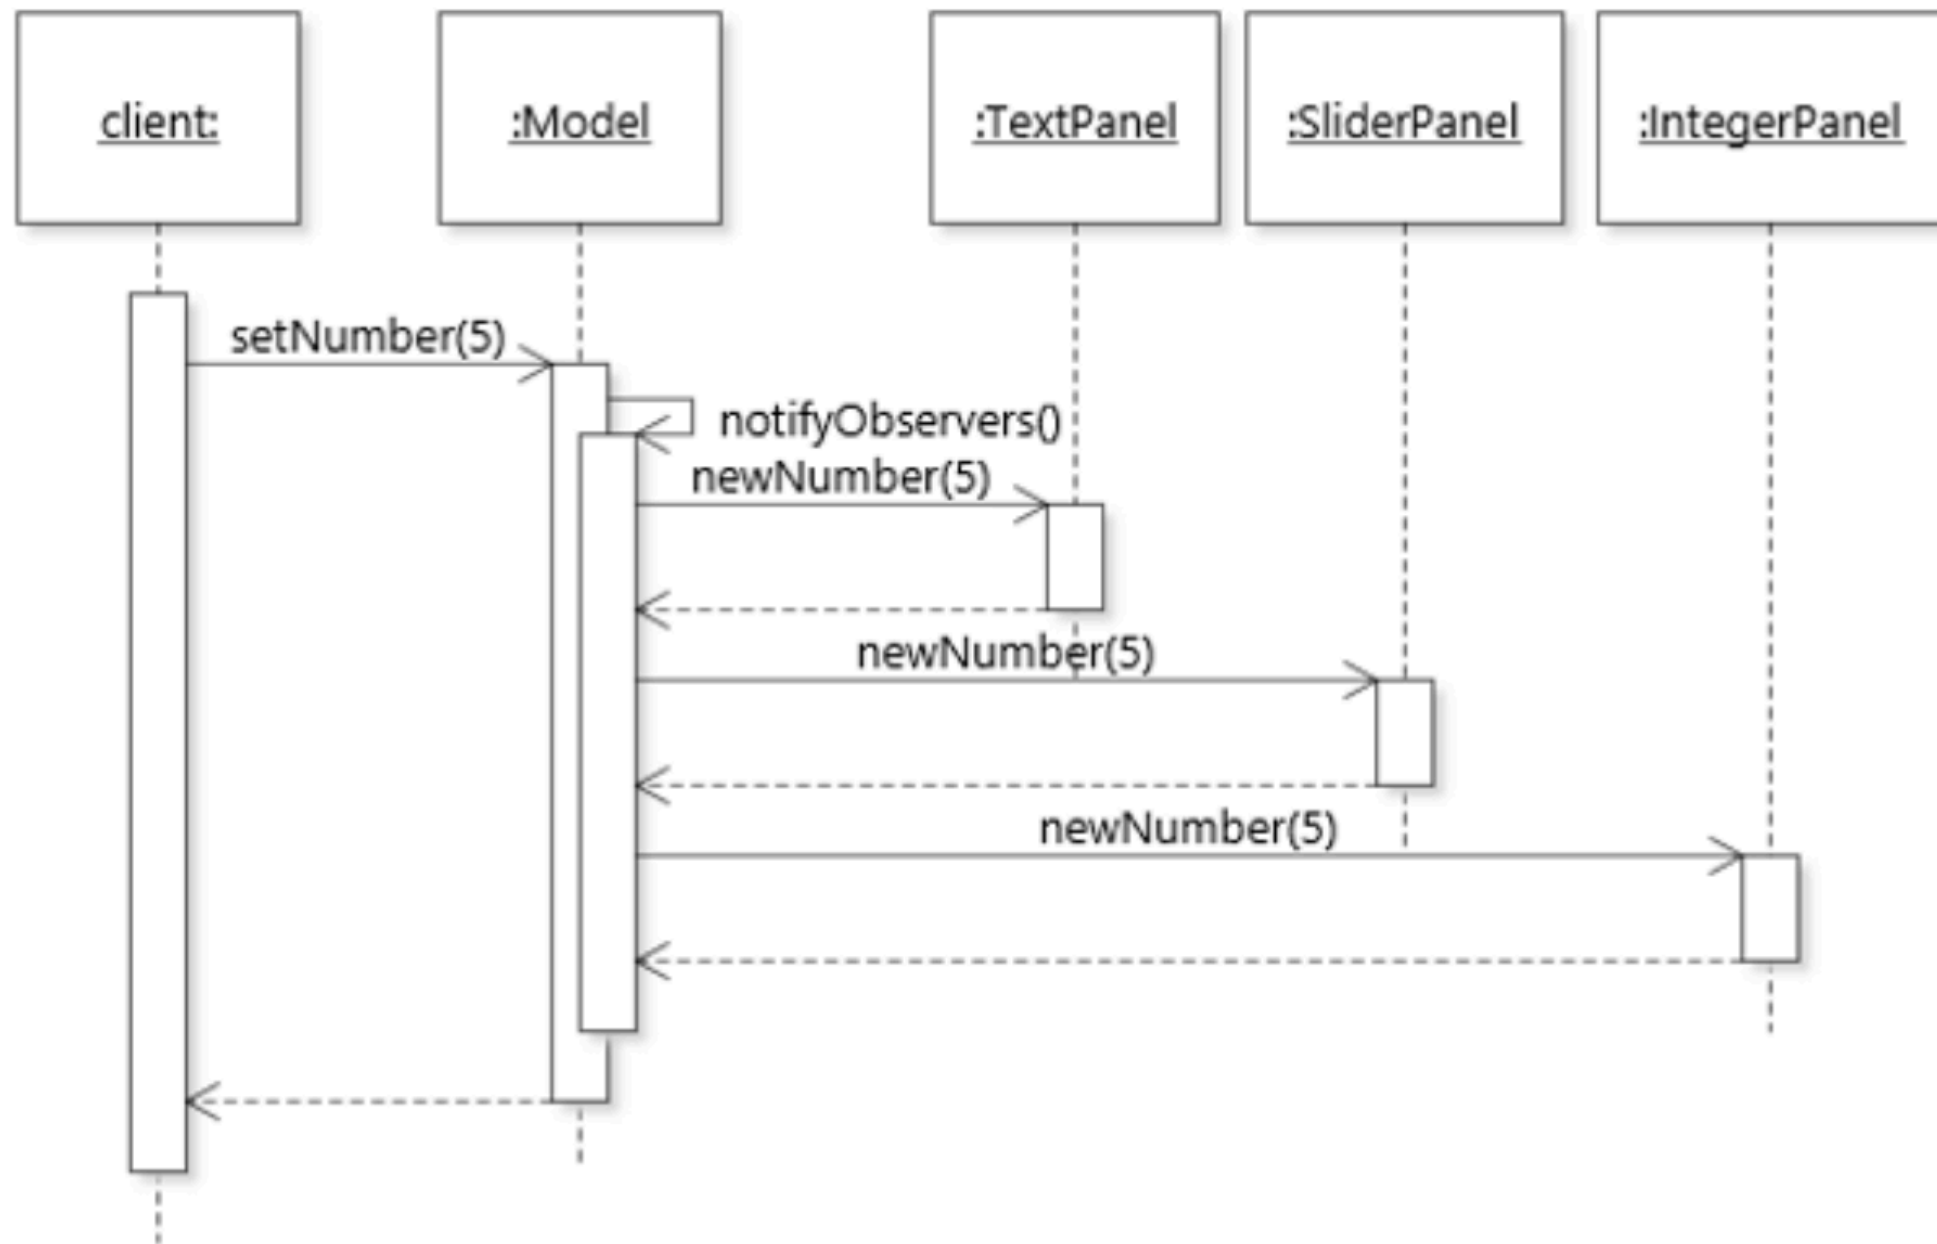 client:
:Model
:TextPanel
:SliderPanel
:IntegerPanel
setNumber(5)
notifyObservers()
newNumber(5)
newNumber(5)
newNumber(5)